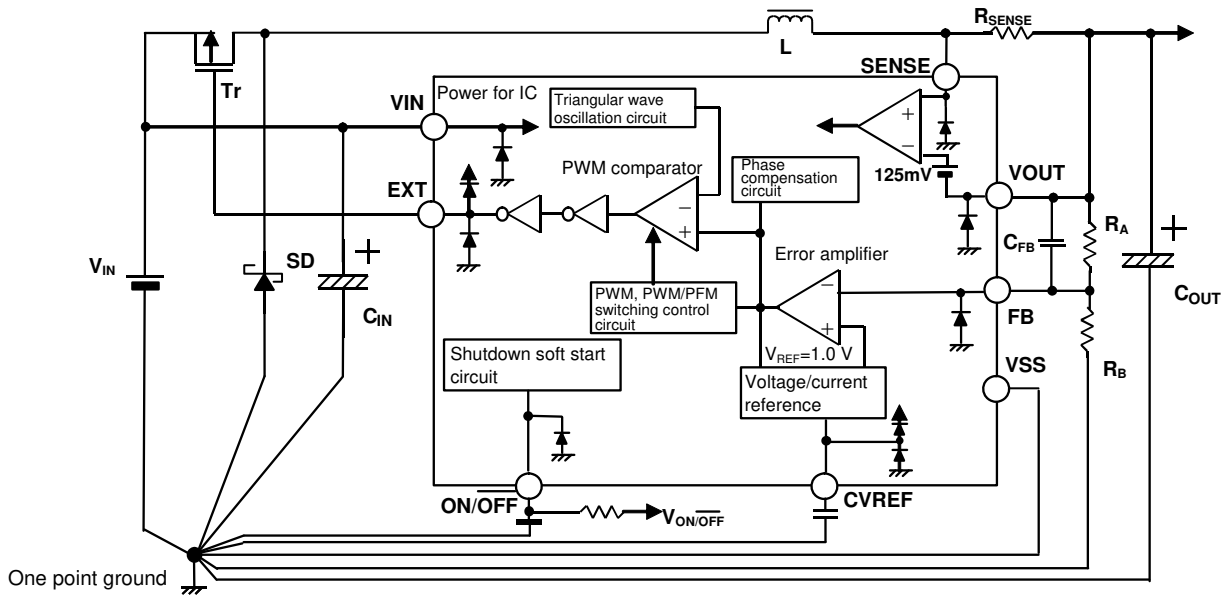 L
RSENSE
Tr
SENSE
VIN
Power for IC
Triangular wave
oscillation circuit
+
−
125mV
PWM comparator
Phase
compensation
circuit
EXT
VOUT
−
+
RA
CFB
+
VIN
SD
+
CIN
Error amplifier
−
+
PWM, PWM/PFM
switching control
circuit
FB
COUT
VREF=1.0 V
Shutdown soft start
circuit
Voltage/current
reference
VSS
RB
ON/OFF
VON/OFF
CVREF
One point ground